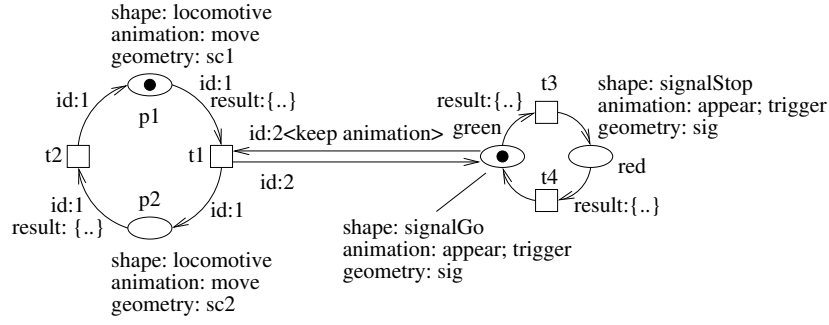 shape: locomotive
animation: move
geometry: sc1
id:1
id:1
result:{..}
p1
t2
t1
id:2<keep animation>
id:2
p2
id:1
result: {..}
id:1
shape: locomotive
animation: move
geometry: sc2
t3
result:{..}
green
shape: signalStop
animation: appear; trigger
geometry: sig
red
t4
result:{..}
shape: signalGo
animation: appear; trigger
geometry: sig